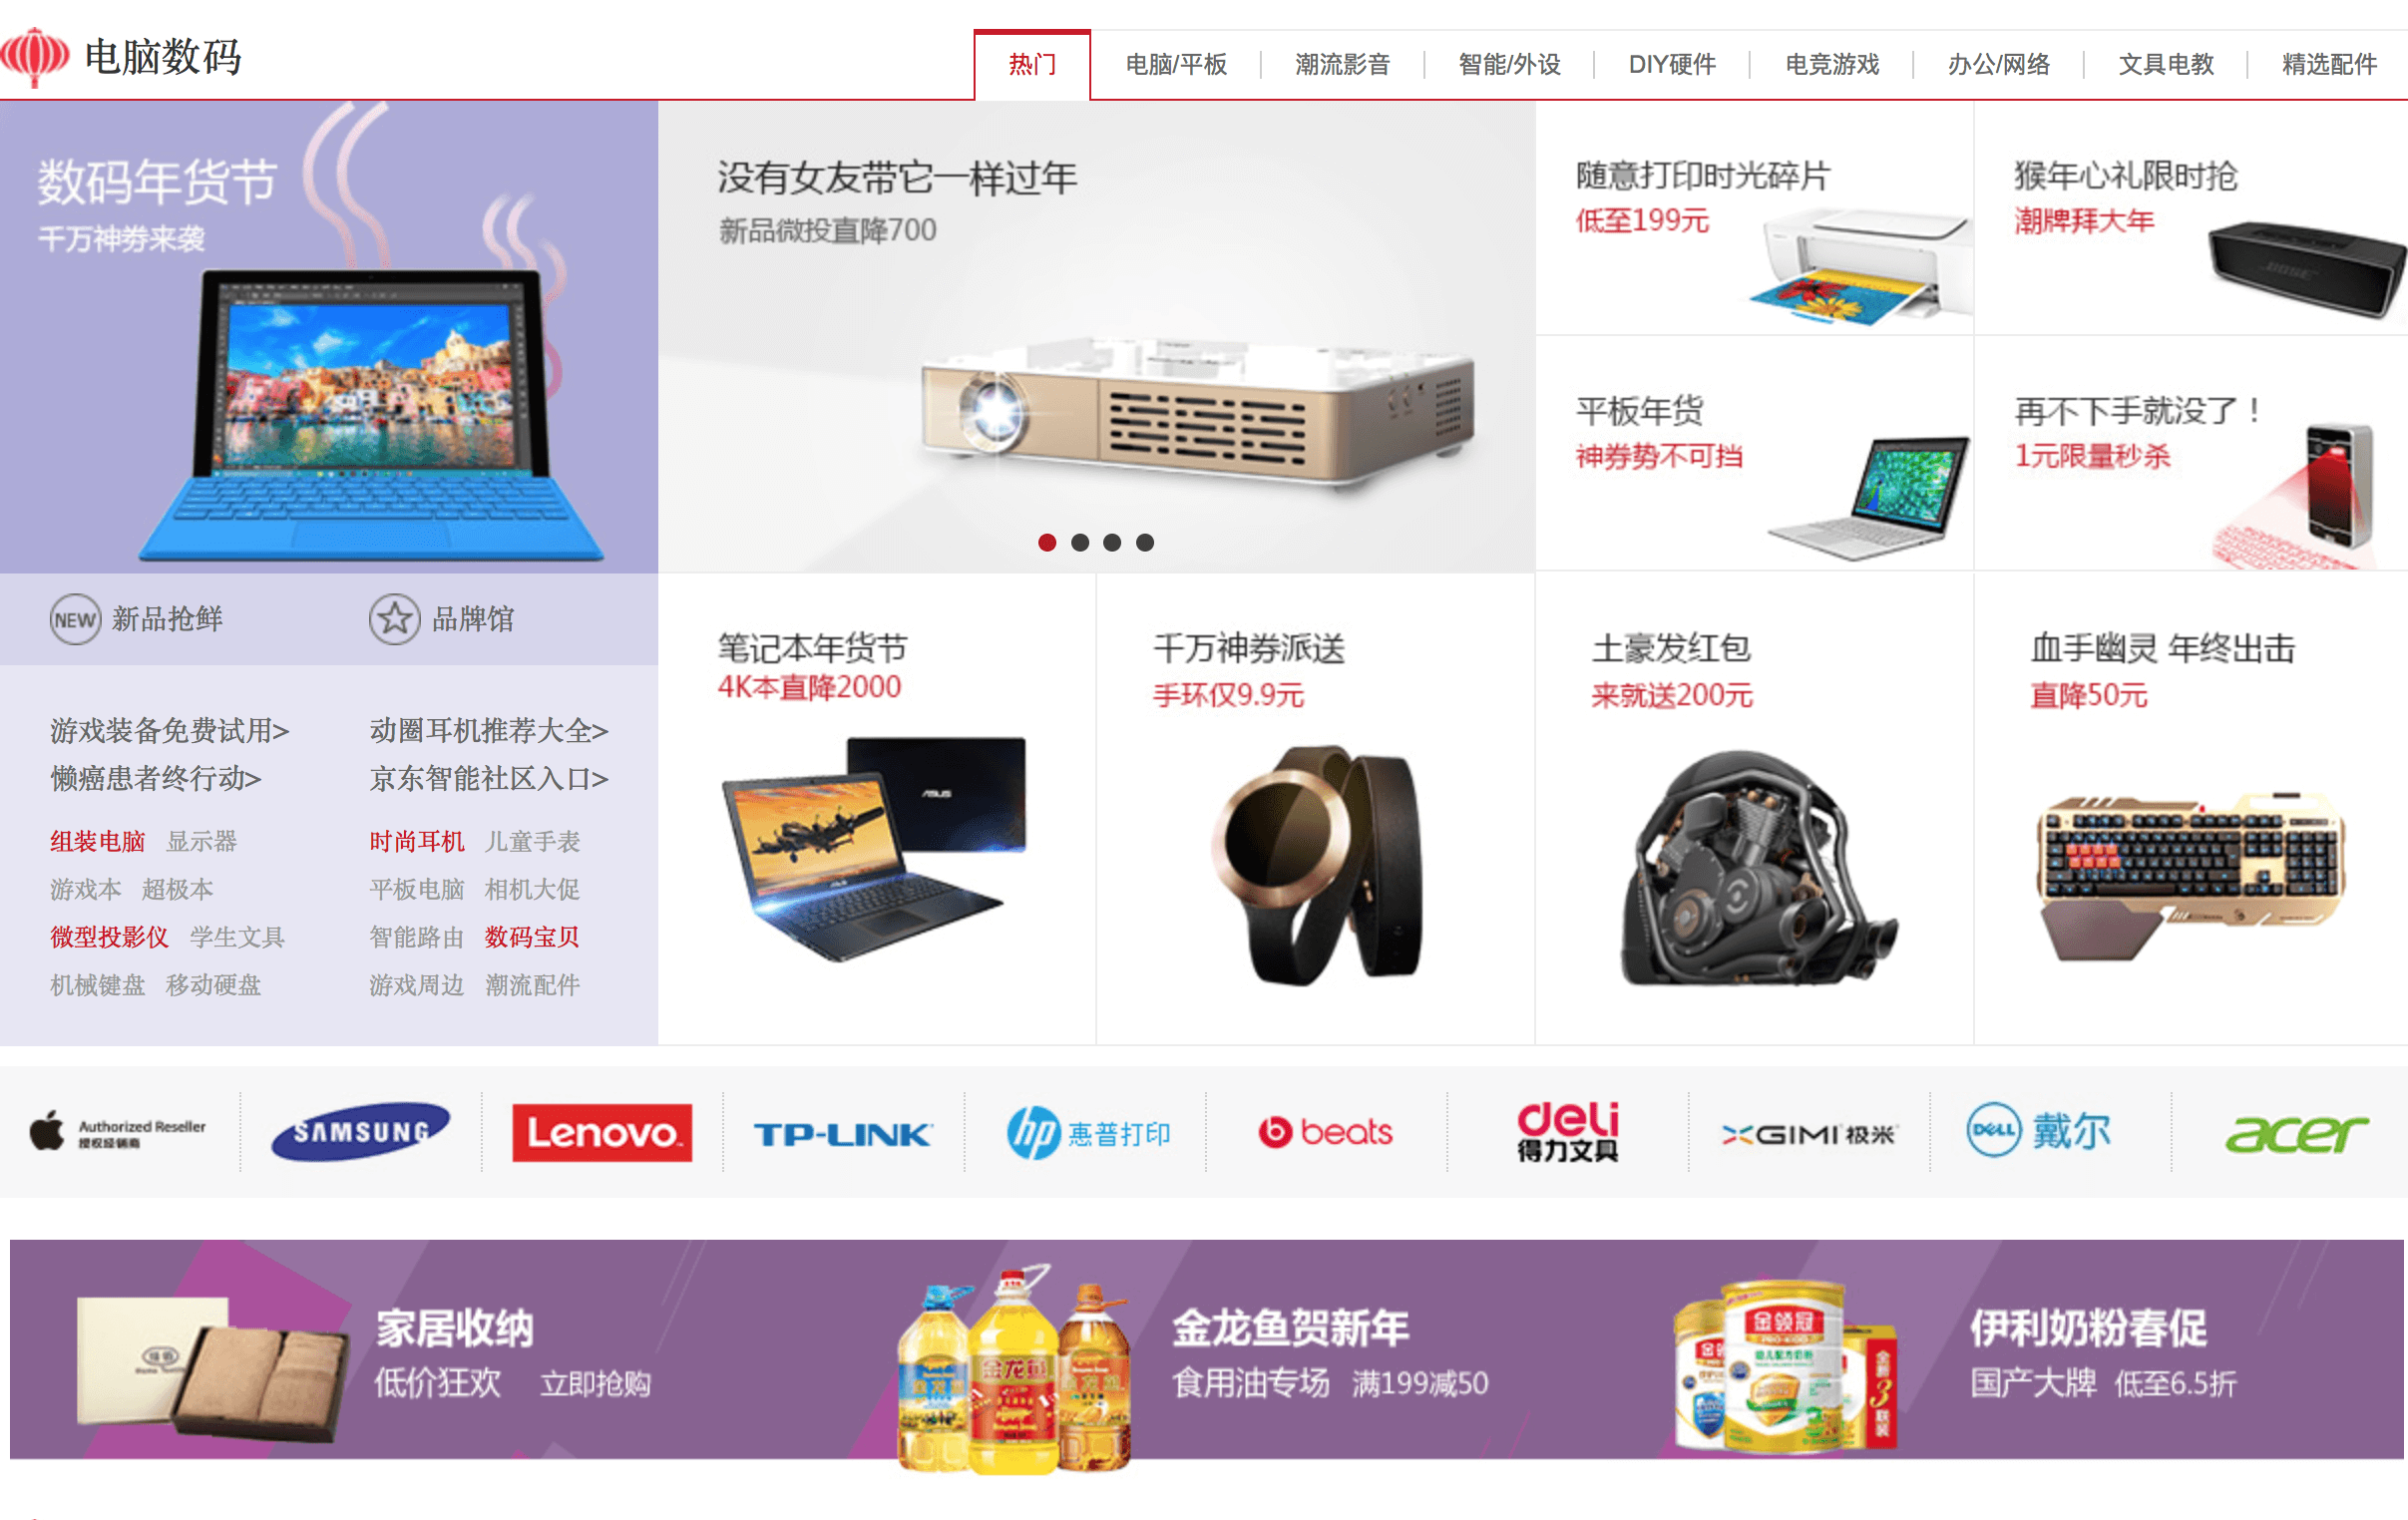 电脑数码
热门 电脑/平板 潮流影音 智能/外设 DIY硬件 电竞游戏 办公/网络 文具电教 精选配件
数码年货节
千万神券来袭
没有女友带它一样过年
新品微投直降700
随意打印时光碎片
低至199元
猴年心礼限时抢
潮牌拜大年
BOSE
平板年货
神券势不可挡
再不下手就没了！
1元限量秒杀
NEW 新品抢鲜
品牌馆
游戏装备免费试用>
动圈耳机推荐大全>
懒癌患者终行动>
京东智能社区入口>
组装电脑 显示器
时尚耳机 儿童手表
游戏本 超极本
平板电脑 相机大促
微型投影仪 学生文具
智能路由 数码宝贝
机械键盘 移动硬盘
游戏周边 潮流配件
笔记本年货节
4K本直降2000
ASUS
千万神券派送
手环仅9.9元
土豪发红包
来就送200元
血手幽灵 年终出击
直降50元
Authorized Reseller
授权经销商
SAMSUNG
Lenovo
TP-LINK
hp 惠普打印
beats
deli
得力文具
XGIMI 极米
DELL 戴尔
acer
家居收纳
低价狂欢 立即抢购
金龙鱼
金龙鱼贺新年
食用油专场 满199减50
金领冠
PRO-KIDO
金装3联装
伊利奶粉春促
国产大牌 低至6.5折